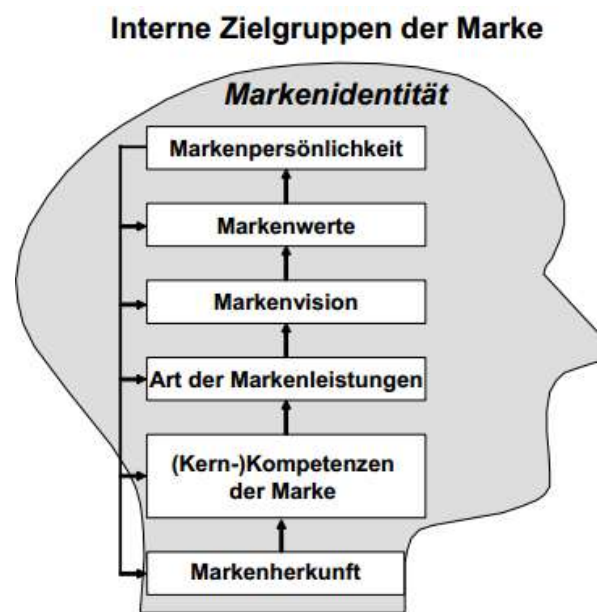 Interne Zielgruppen der Marke
Markenidentität
Markenpersönlichkeit
Markenwerte
Markenvision
Art der Markenleistungen
(Kern-)Kompetenzen
der Marke
Markenherkunft